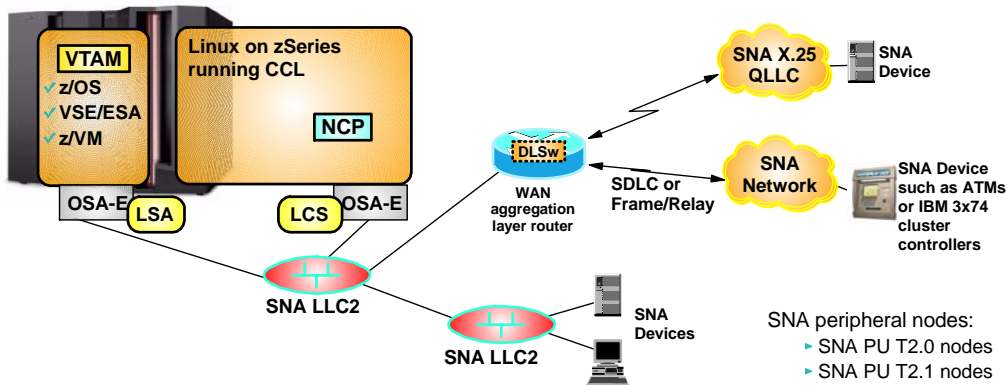 VTAM
z/OS
VSE/ESA
z/VM
Linux on zSeries
running CCL
NCP
OSA-E
LSA
LCS
OSA-E
SNA LLC2
SNA LLC2
DLSw
WAN
aggregation
layer router
SNA X.25
QLLC
SNA
Device
SDLC or
Frame/Relay
SNA
Network
SNA Device
such as ATMs
or IBM 3x74
cluster
controllers
SNA
Devices
SNA peripheral nodes:
SNA PU T2.0 nodes
SNA PU T2.1 nodes